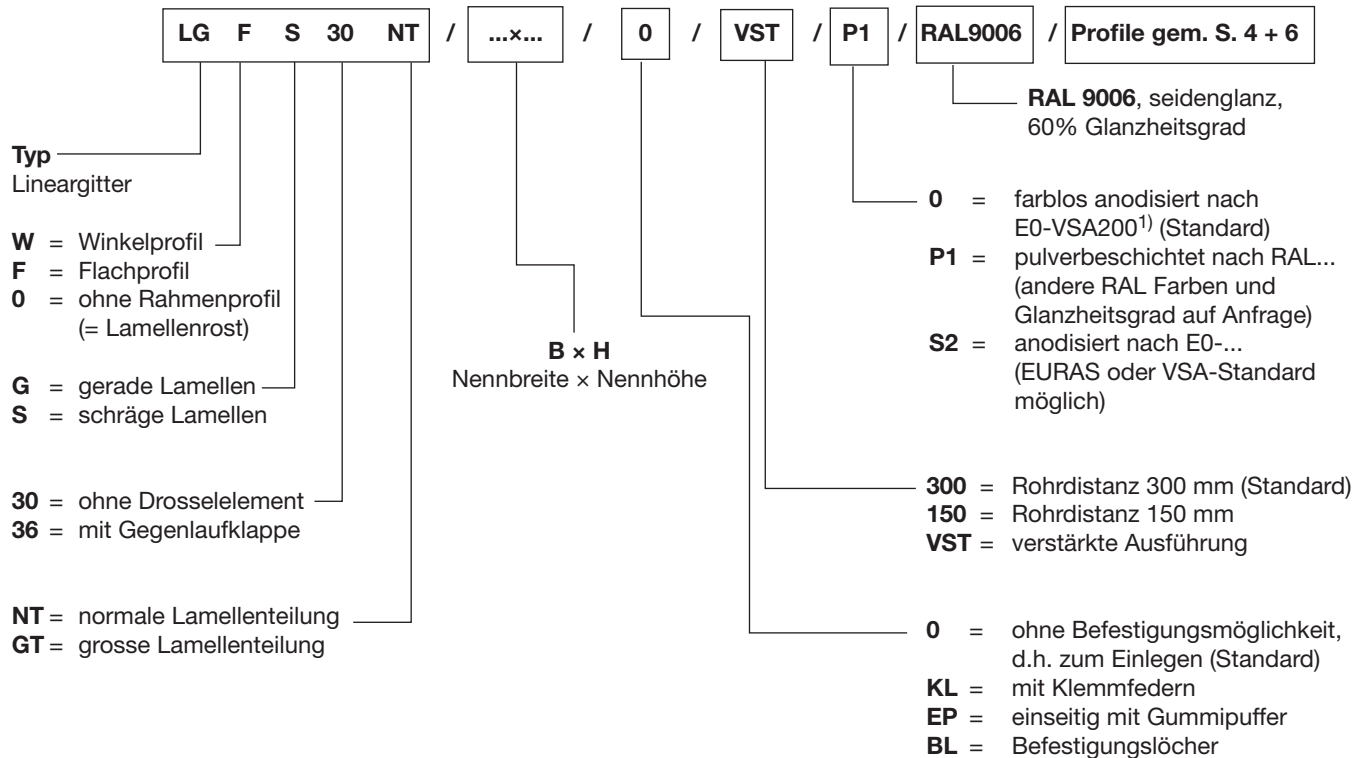 LG F S 30 NT / ...×... / 0 / VST / P1 / RAL9006 / Profile gem. S. 4 + 6
RAL 9006, seidenglanz,
60% Glanzheitsgrad
Typ
Lineargitter
W = Winkelprofil
F = Flachprofil
0 = ohne Rahmenprofil
(= Lamellenrost)
G = gerade Lamellen
S = schräge Lamellen
30 = ohne Drosselelement
36 = mit Gegenlaufklappe
NT = normale Lamellenteilung
GT = grosse Lamellenteilung
B × H
Nennbreite × Nennhöhe
0 = farblos anodisiert nach
E0-VSA2001) (Standard)
P1 = pulverbeschichtet nach RAL...
(andere RAL Farben und
Glanzheitsgrad auf Anfrage)
S2 = anodisiert nach E0-...
(EURAS oder VSA-Standard
möglich)
300 = Rohrdistanz 300 mm (Standard)
150 = Rohrdistanz 150 mm
VST = verstärkte Ausführung
0 = ohne Befestigungsmöglichkeit,
d.h. zum Einlegen (Standard)
KL = mit Klemmfedern
EP = einseitig mit Gummipuffer
BL = Befestigungslöcher